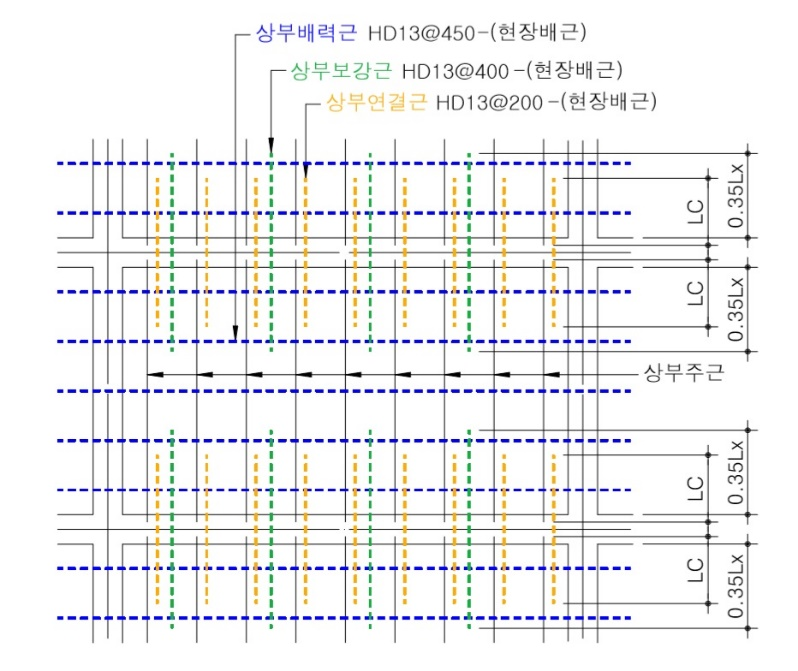 상부배력근 HD13@450-(현장배근)
상부보강근 HD13@400-(현장배근)
상부연결근 HD13@200-(현장배근)
LC
0.35Lx
LC
0.35Lx
상부주근
LC
0.35Lx
LC
0.35Lx